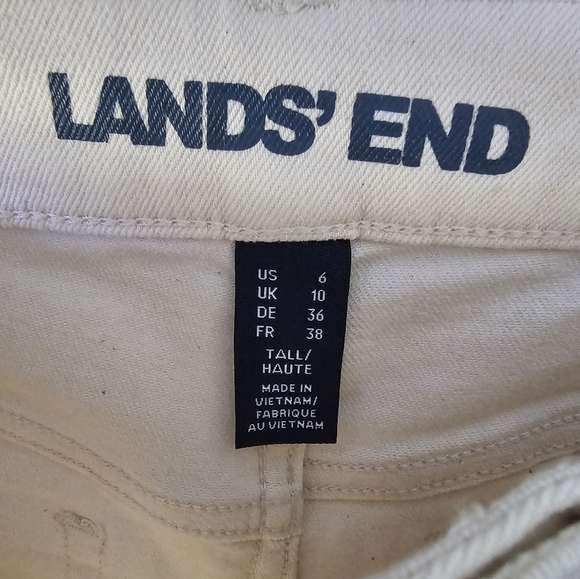 LANDS' END
US 6
UK 10
DE 36
FR 38
TALL/
HAUTE
MADE IN
VIETNAM/
FABRIQUE
AU VIETNAM